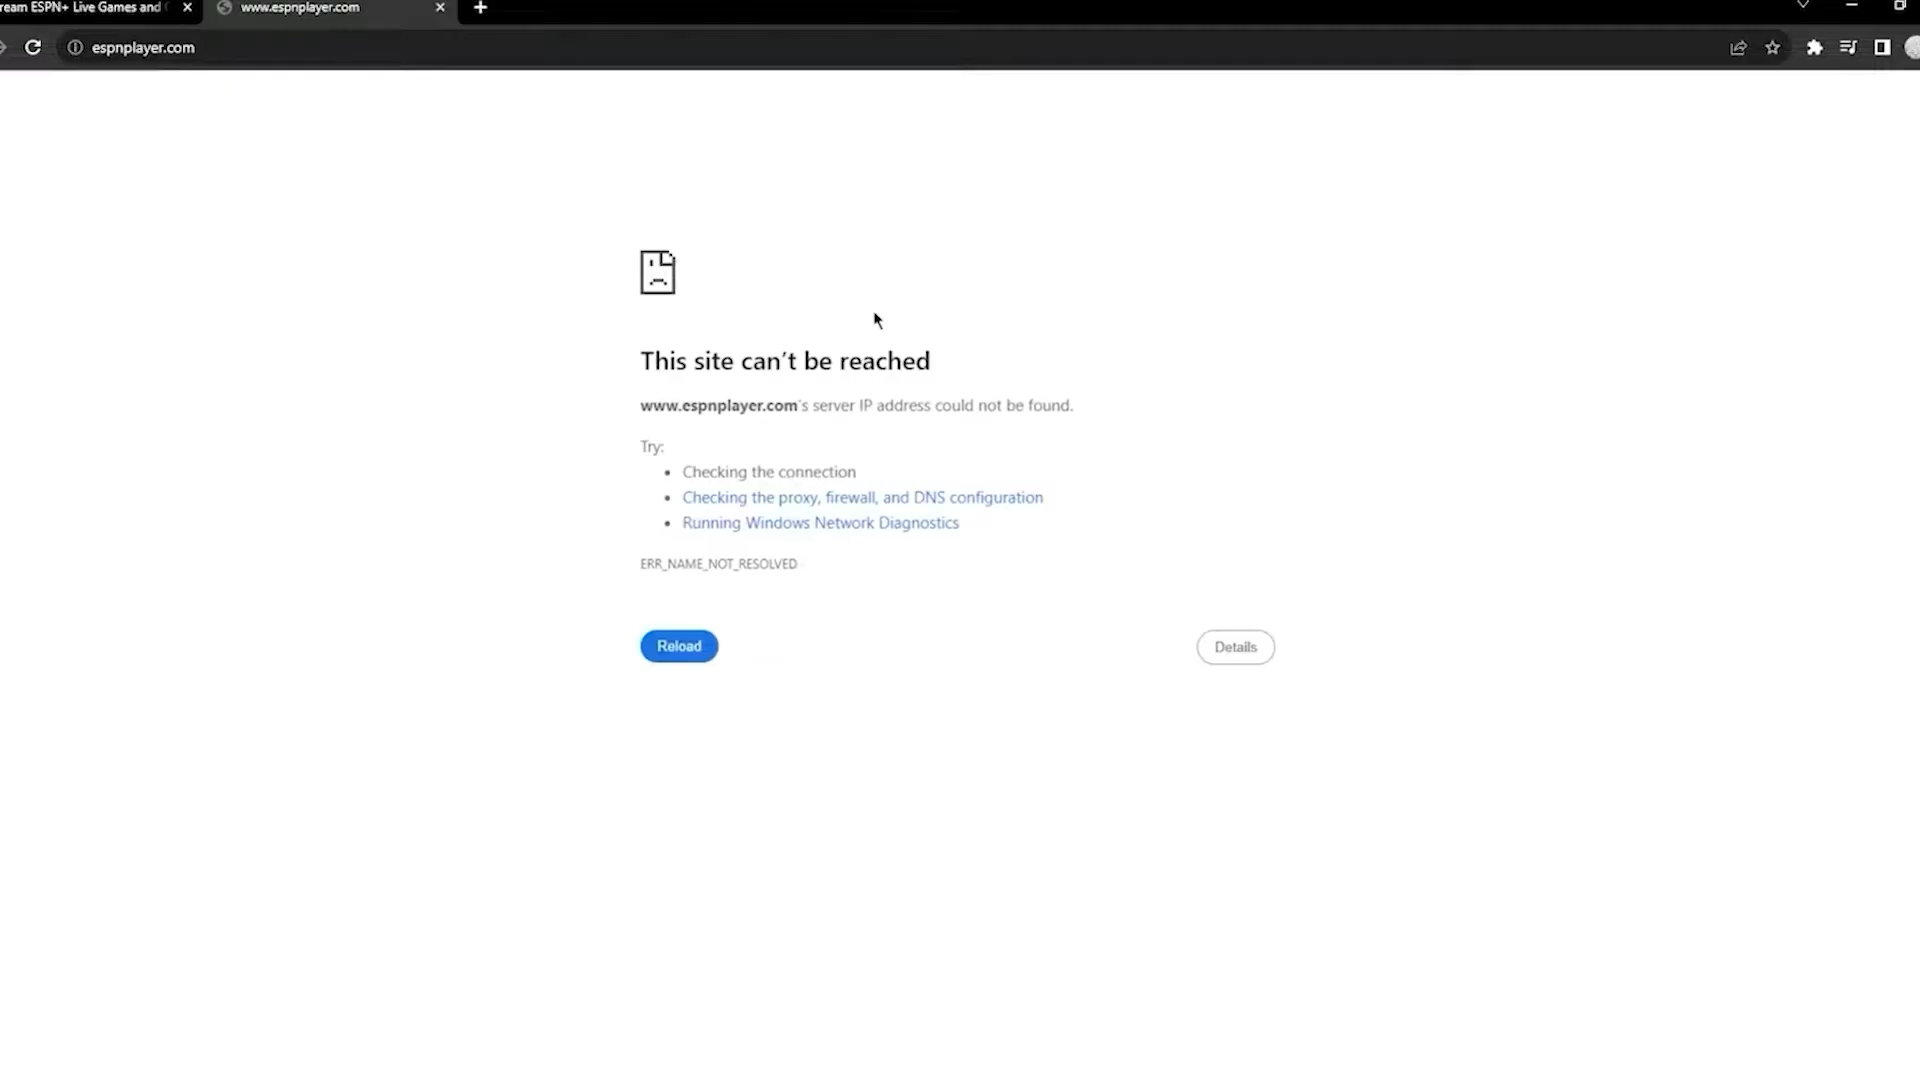 ream ESPN+ Live Games and
www.espnplayer.com
espnplayer.com
This site can't be reached
www.espnplayer.com's server IP address could not be found.
Try:
Checking the connection
Checking the proxy, firewall, and DNS configuration
Running Windows Network Diagnostics
ERR_NAME_NOT_RESOLVED
Reload
Details